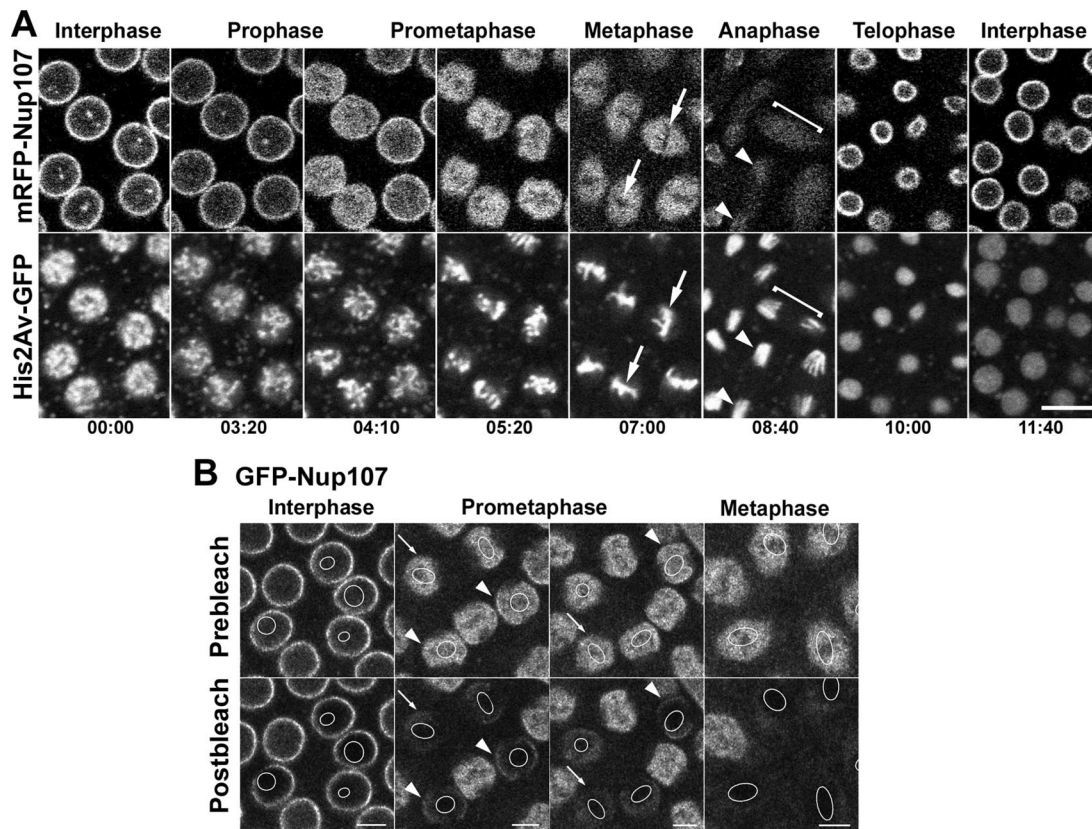 A
Interphase Prophase Prometaphase Metaphase Anaphase Telophase Interphase
mRFP-Nup107
His2Av-GFP
00:00 03:20 04:10 05:20 07:00 08:40 10:00 11:40
B GFP-Nup107
Interphase Prometaphase Metaphase
Prebleach
Postbleach